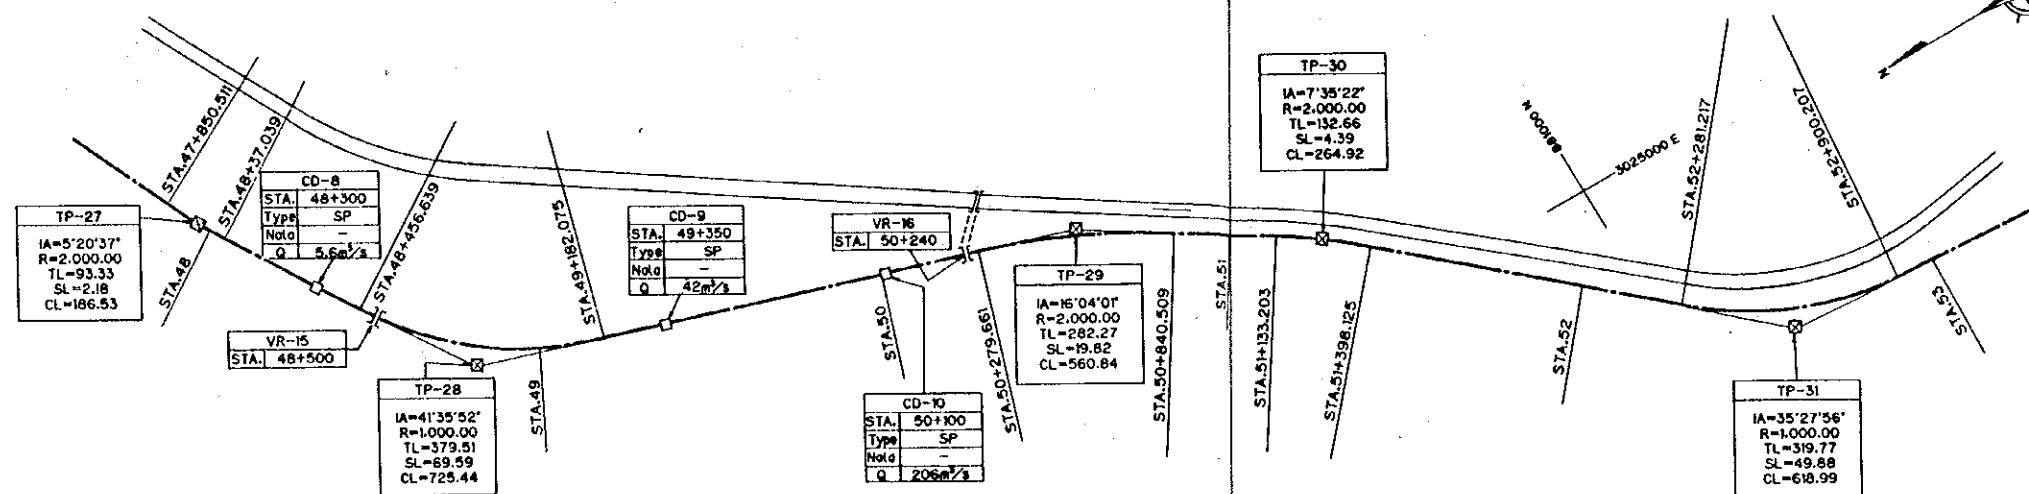 STA.47+850.511
STA.48+37.039
TP-27
IA=5°20'37"
R=2.000.00
TL=93.33
SL=2.18
CL=186.53
STA.48
CD-8
STA. 48+300
Type SP
Nala -
Q 5.6m³/s
VR-15
STA. 48+500
STA.48+456.639
TP-28
IA=41°35'52"
R=1.000.00
TL=379.51
SL=69.59
CL=725.44
STA.49
STA.49+182.075
CD-9
STA. 49+350
Type SP
Nala -
Q 42m³/s
VR-16
STA. 50+240
STA.50
CD-10
STA. 50+100
Type SP
Nala -
Q 206m³/s
STA.50+279.661
TP-29
IA=16°04'01"
R=2.000.00
TL=282.27
SL=19.82
CL=560.84
STA.50+840.509
STA.51
STA.51+133.203
TP-30
IA=7°35'22"
R=2.000.00
TL=132.66
SL=4.39
CL=264.92
STA.51+398.125
881000 N
3025000 E
STA.52
STA.52+281.217
STA.52+900.207
TP-31
IA=35°27'56"
R=1.000.00
TL=319.77
SL=49.88
CL=618.99
STA.53
N